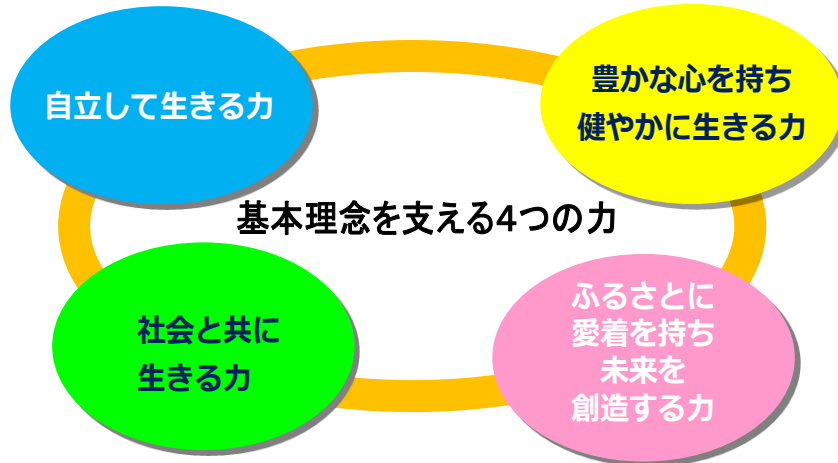 自立して生きる力
豊かな心を持ち
健やかに生きる力
基本理念を支える4つの力
社会と共に
生きる力
ふるさとに
愛着を持ち
未来を
創造する力